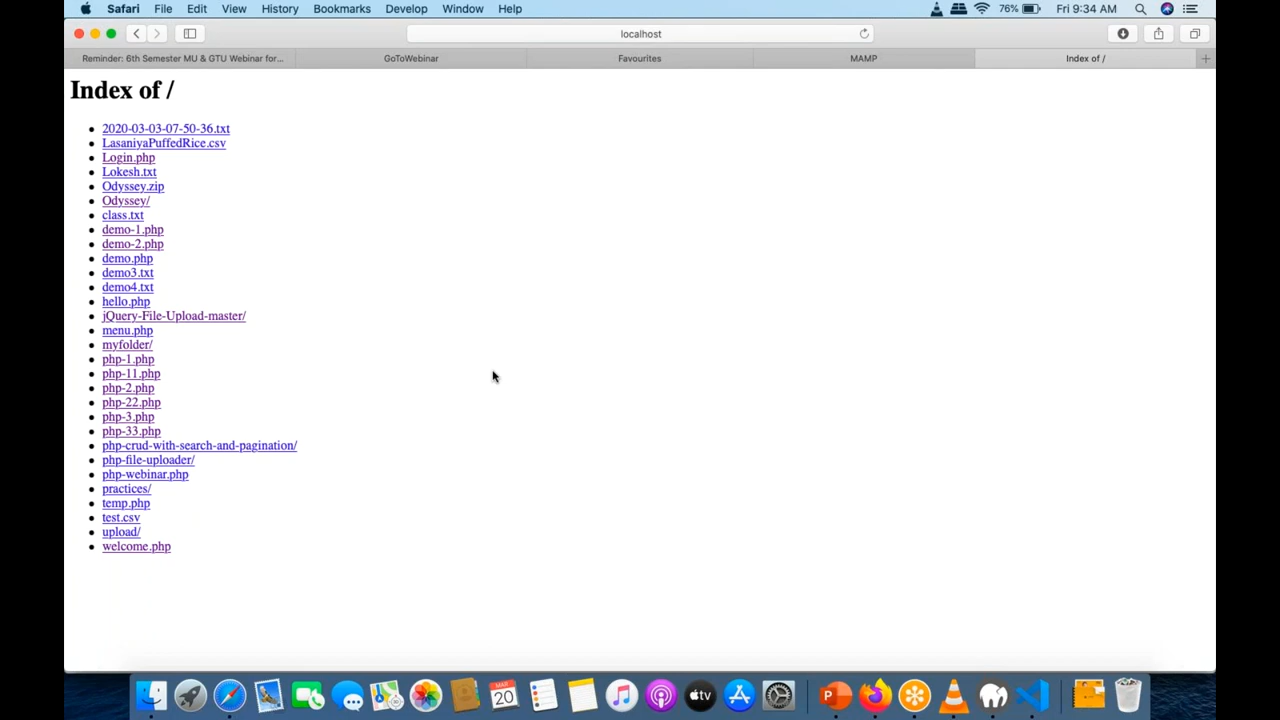 Safari File Edit View History Bookmarks Develop Window Help 76% Fri 9:34 AM
localhost
Reminder: 6th Semester MU & GTU Webinar for... GoToWebinar Favourites MAMP Index of /
Index of /
2020-03-03-07-50-36.txt
LasaniyaPuffedRice.csv
Login.php
Lokesh.txt
Odyssey.zip
Odyssey/
class.txt
demo-1.php
demo-2.php
demo.php
demo3.txt
demo4.txt
hello.php
jQuery-File-Upload-master/
menu.php
myfolder/
php-1.php
php-11.php
php-2.php
php-22.php
php-3.php
php-33.php
php-crud-with-search-and-pagination/
php-file-uploader/
php-webinar.php
practices/
temp.php
test.csv
upload/
welcome.php
MAR
20
tv
P